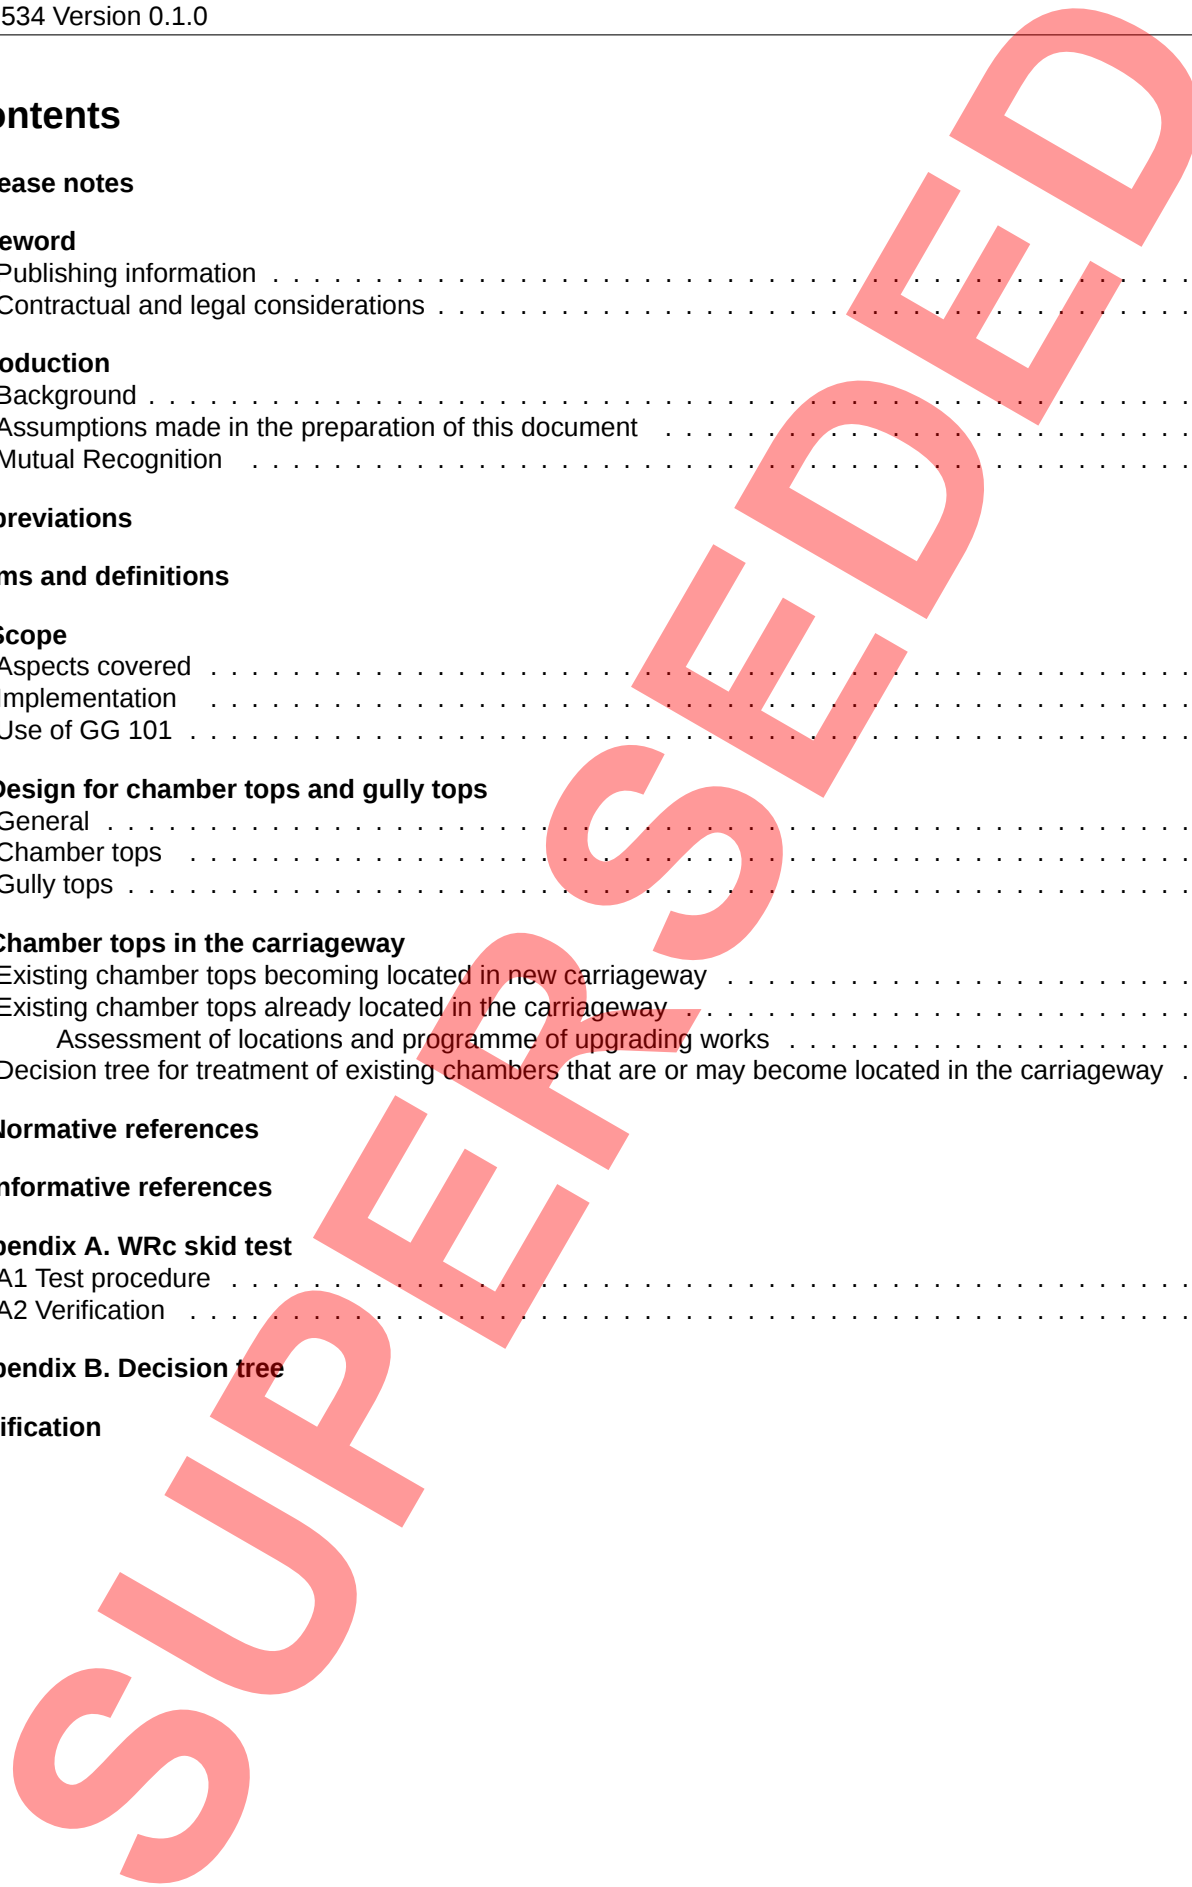 534 Version 0.1.0
ontents
ease notes
eword
Publishing information . . . . . . . . . . . . . . . . . . . . . . . . . . . . . . . . . . . . . . . . . . . . .
Contractual and legal considerations . . . . . . . . . . . . . . . . . . . . . . . . . . . . . . . . . . . . .
oduction
Background . . . . . . . . . . . . . . . . . . . . . . . . . . . . . . . . . . . . . . . . . . . . . . . . . . .
Assumptions made in the preparation of this document . . . . . . . . . . . . . . . . . . . . . . . . . .
Mutual Recognition . . . . . . . . . . . . . . . . . . . . . . . . . . . . . . . . . . . . . . . . . . . . . .
breviations
ms and definitions
Scope
Aspects covered . . . . . . . . . . . . . . . . . . . . . . . . . . . . . . . . . . . . . . . . . . . . . . . .
Implementation . . . . . . . . . . . . . . . . . . . . . . . . . . . . . . . . . . . . . . . . . . . . . . . .
Use of GG 101 . . . . . . . . . . . . . . . . . . . . . . . . . . . . . . . . . . . . . . . . . . . . . . . . .
Design for chamber tops and gully tops
General . . . . . . . . . . . . . . . . . . . . . . . . . . . . . . . . . . . . . . . . . . . . . . . . . . . . .
Chamber tops . . . . . . . . . . . . . . . . . . . . . . . . . . . . . . . . . . . . . . . . . . . . . . . . .
Gully tops . . . . . . . . . . . . . . . . . . . . . . . . . . . . . . . . . . . . . . . . . . . . . . . . . . . .
Chamber tops in the carriageway
Existing chamber tops becoming located in new carriageway . . . . . . . . . . . . . . . . . . . . . . .
Existing chamber tops already located in the carriageway . . . . . . . . . . . . . . . . . . . . . . . . .
Assessment of locations and programme of upgrading works . . . . . . . . . . . . . . . . . . . .
Decision tree for treatment of existing chambers that are or may become located in the carriageway .
Normative references
Informative references
pendix A. WRc skid test
A1 Test procedure . . . . . . . . . . . . . . . . . . . . . . . . . . . . . . . . . . . . . . . . . . . . . . .
A2 Verification . . . . . . . . . . . . . . . . . . . . . . . . . . . . . . . . . . . . . . . . . . . . . . . . .
pendix B. Decision tree
ification
SUPERSEDED